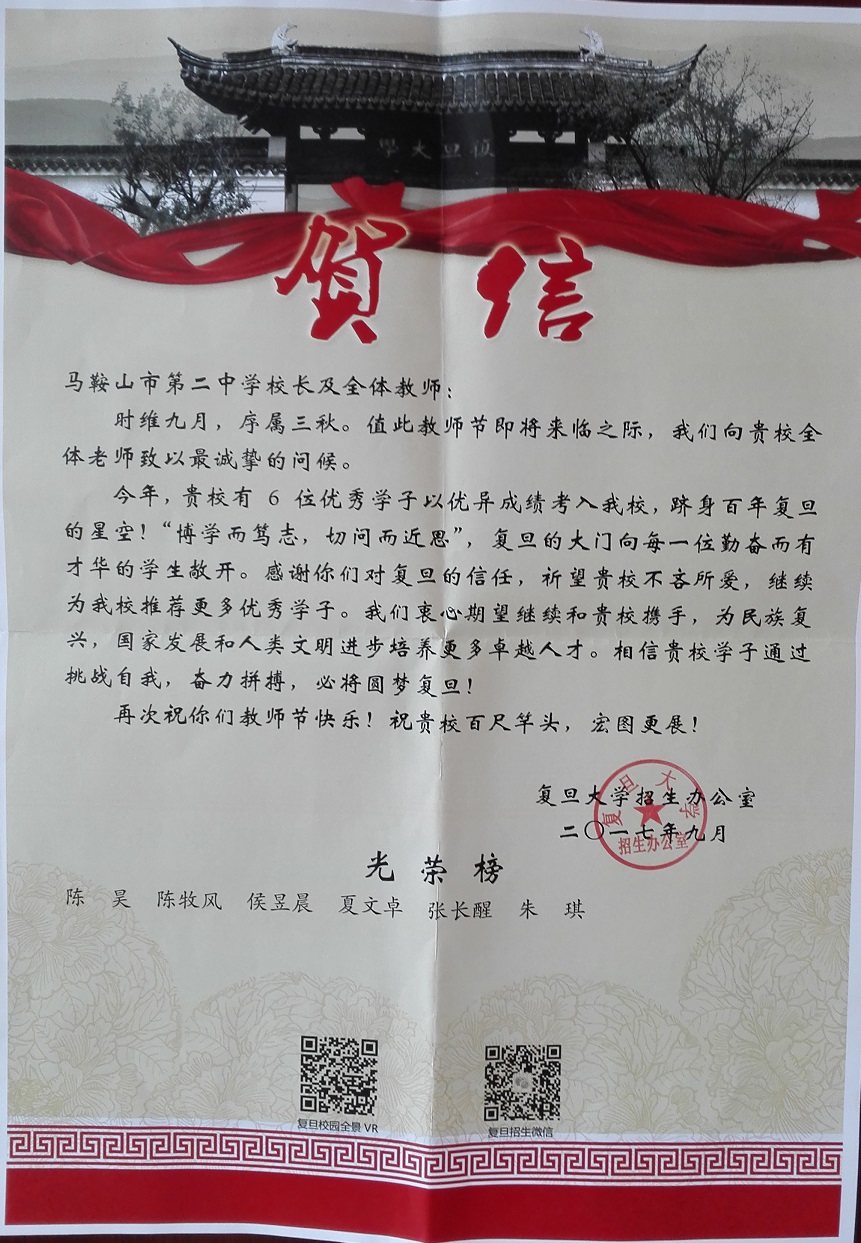 學大旦復
賀信
马鞍山市第二中学校长及全体教师：
时维九月，序属三秋。值此教师节即将来临之际，我们向贵校全
体老师致以最诚挚的问候。
今年，贵校有 6 位优秀学子以优异成绩考入我校，跻身百年复旦
的星空！“博学而笃志，切问而近思”，复旦的大门向每一位勤奋而有
才华的学生敞开。感谢你们对复旦的信任，祈望贵校不吝所爱，继续
为我校推荐更多优秀学子。我们衷心期望继续和贵校携手，为民族复
兴，国家发展和人类文明进步培养更多卓越人才。相信贵校学子通过
挑战自我，奋力拼搏，必将圆梦复旦！
再次祝你们教师节快乐！祝贵校百尺竿头，宏图更展！
复旦大学招生办公室
二〇一七年九月
复旦大学
招生办公室
光荣榜
陈昊 陈牧风 侯昱晨 夏文卓 张长醒 朱琪
复旦校园全景 VR
复旦招生微信